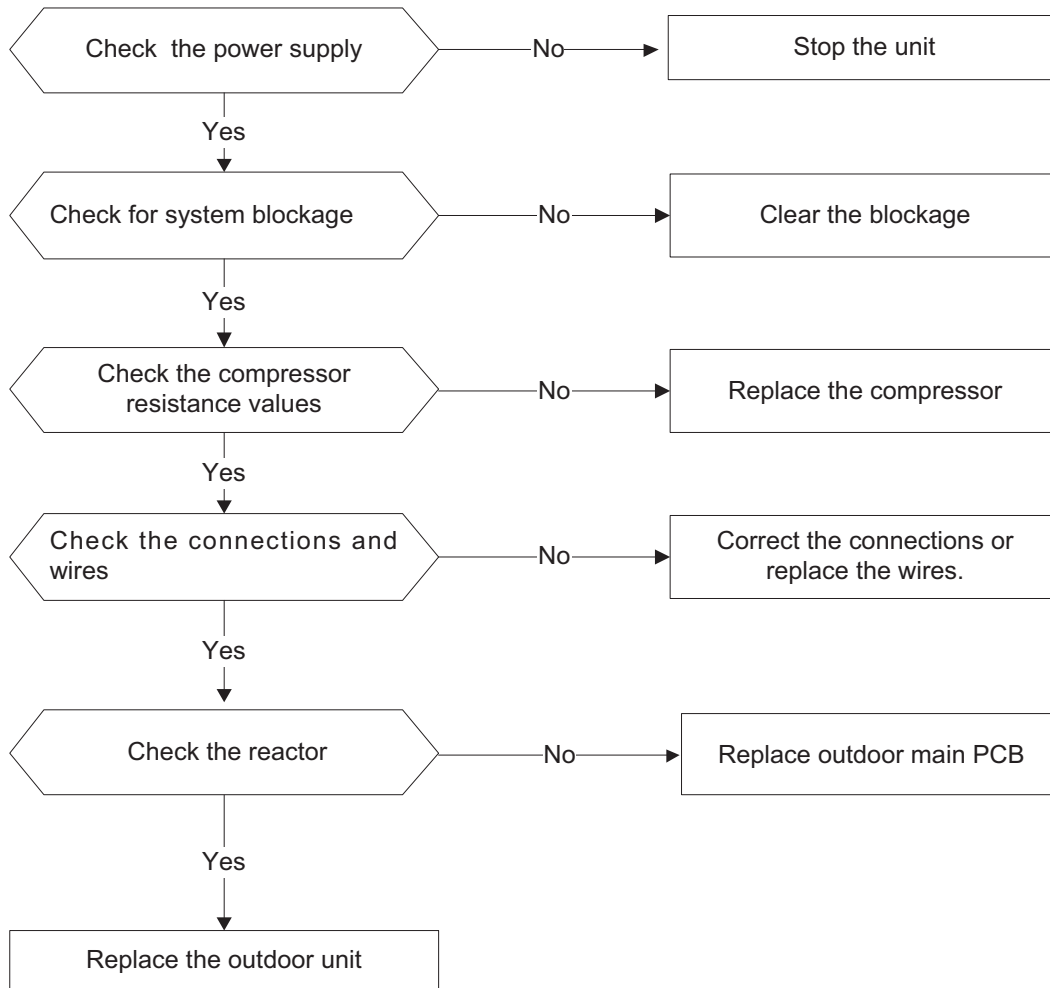 Check the power supply
No
Stop the unit
Yes
Check for system blockage
No
Clear the blockage
Yes
Check the compressor
resistance values
No
Replace the compressor
Yes
Check the connections and
wires
No
Correct the connections or
replace the wires.
Yes
Check the reactor
No
Replace outdoor main PCB
Yes
Replace the outdoor unit